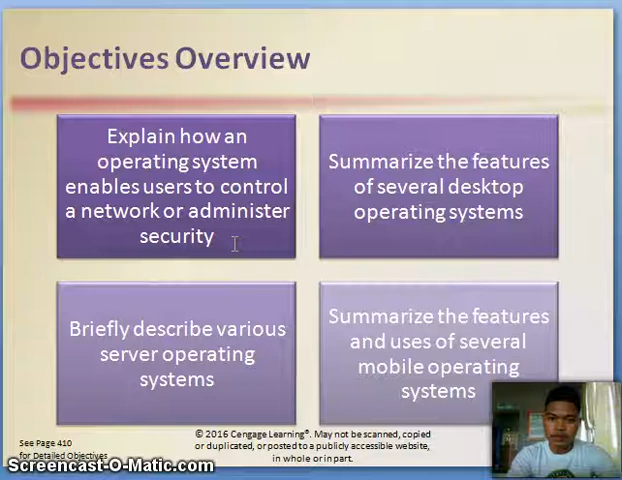 Objectives Overview
Explain how an
operating system
enables users to control
a network or administer
security
Summarize the features
of several desktop
operating systems
Briefly describe various
server operating
systems
Summarize the features
and uses of several
mobile operating
systems
See Page 410
for Detailed Objectives
© 2016 Cengage Learning®. May not be scanned, copied
or duplicated, or posted to a publicly accessible website,
in whole or in part.
Screencast-O-Matic.com